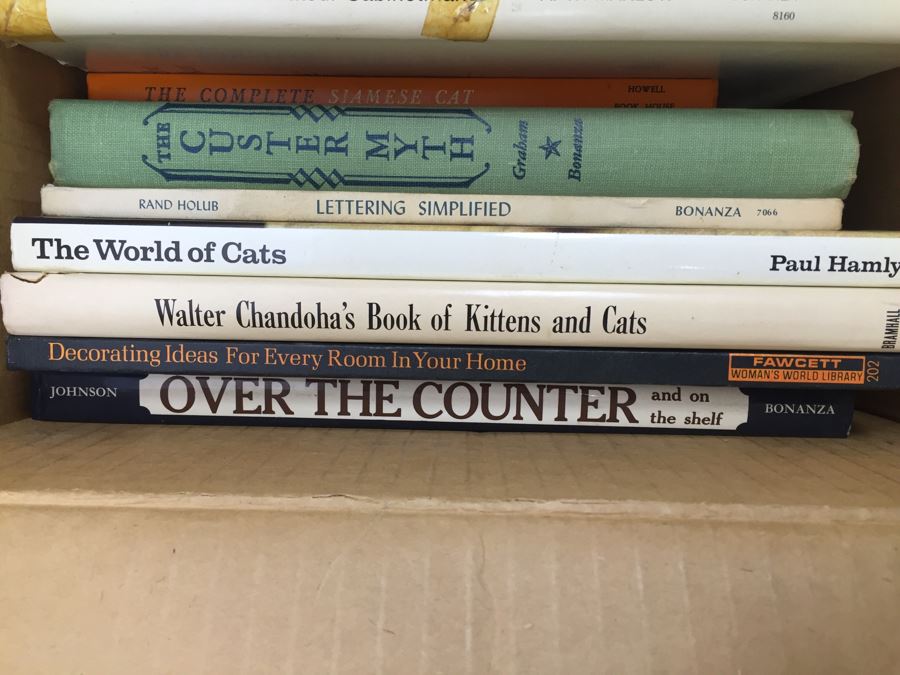 8160
THE COMPLETE SIAMESE CAT
HOWELL
BOOK HOUSE
THE
CUSTER MYTH
Graham
Bonanza
RAND HOLUB LETTERING SIMPLIFIED BONANZA 7066
The World of Cats Paul Hamly
Walter Chandoha's Book of Kittens and Cats BRAMHALL
Decorating Ideas For Every Room In Your Home FAWCETT
WOMAN'S WORLD LIBRARY 202
JOHNSON OVER THE COUNTER and on
the shelf BONANZA